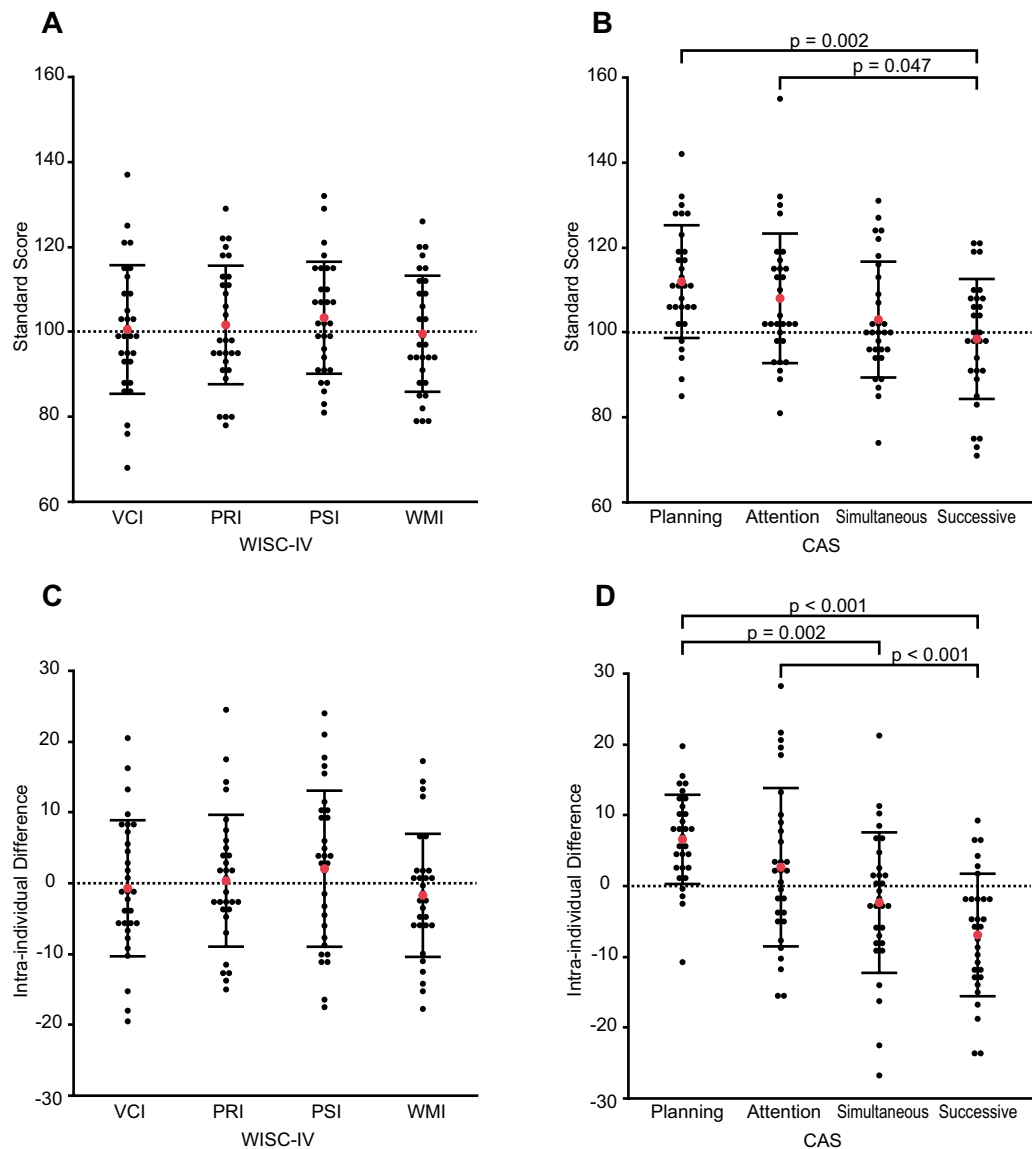 A
160
140
120
100
80
60
Standard Score
VCI PRI PSI WMI
WISC-IV
B
p = 0.002
p = 0.047
160
140
120
100
80
60
Standard Score
Planning Attention Simultaneous Successive
CAS
C
30
20
10
0
-10
-20
-30
Intra-individual Difference
VCI PRI PSI WMI
WISC-IV
D
p < 0.001
p = 0.002
p < 0.001
30
20
10
0
-10
-20
-30
Intra-individual Difference
Planning Attention Simultaneous Successive
CAS